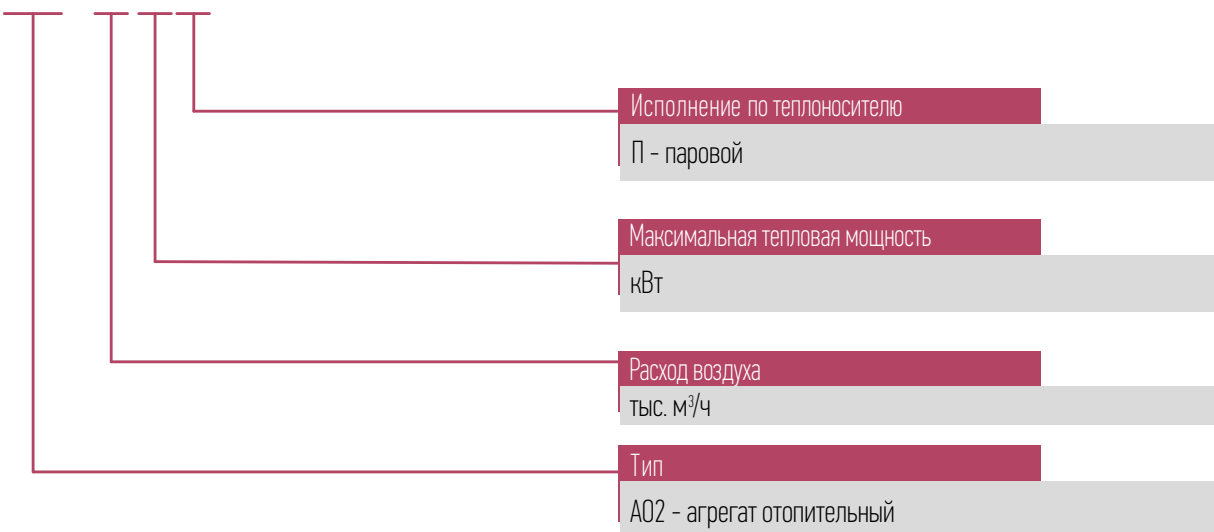 Исполнение по теплоносителю
П - паровой
Максимальная тепловая мощность
кВт
Расход воздуха
тыс. м³/ч
Тип
АО2 - агрегат отопительный